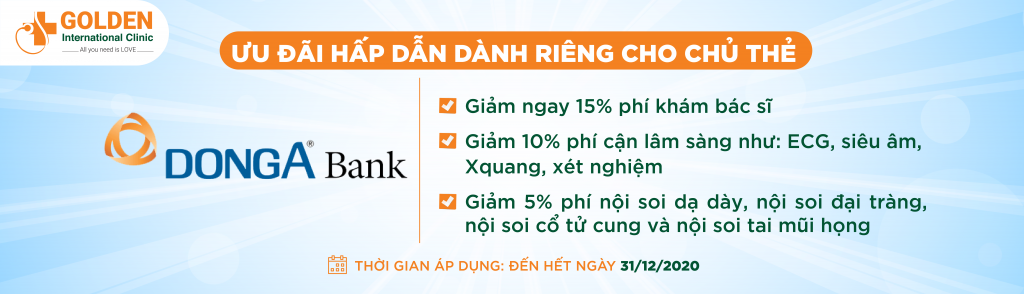 GOLDEN
International Clinic
All you need is LOVE
ƯU ĐÃI HẤP DẪN DÀNH RIÊNG CHO CHỦ THẺ
DONGA® Bank
Giảm ngay 15% phí khám bác sĩ
Giảm 10% phí cận lâm sàng như: ECG, siêu âm,
Xquang, xét nghiệm
Giảm 5% phí nội soi dạ dày, nội soi đại tràng,
nội soi cổ tử cung và nội soi tai mũi họng
THỜI GIAN ÁP DỤNG: ĐẾN HẾT NGÀY 31/12/2020